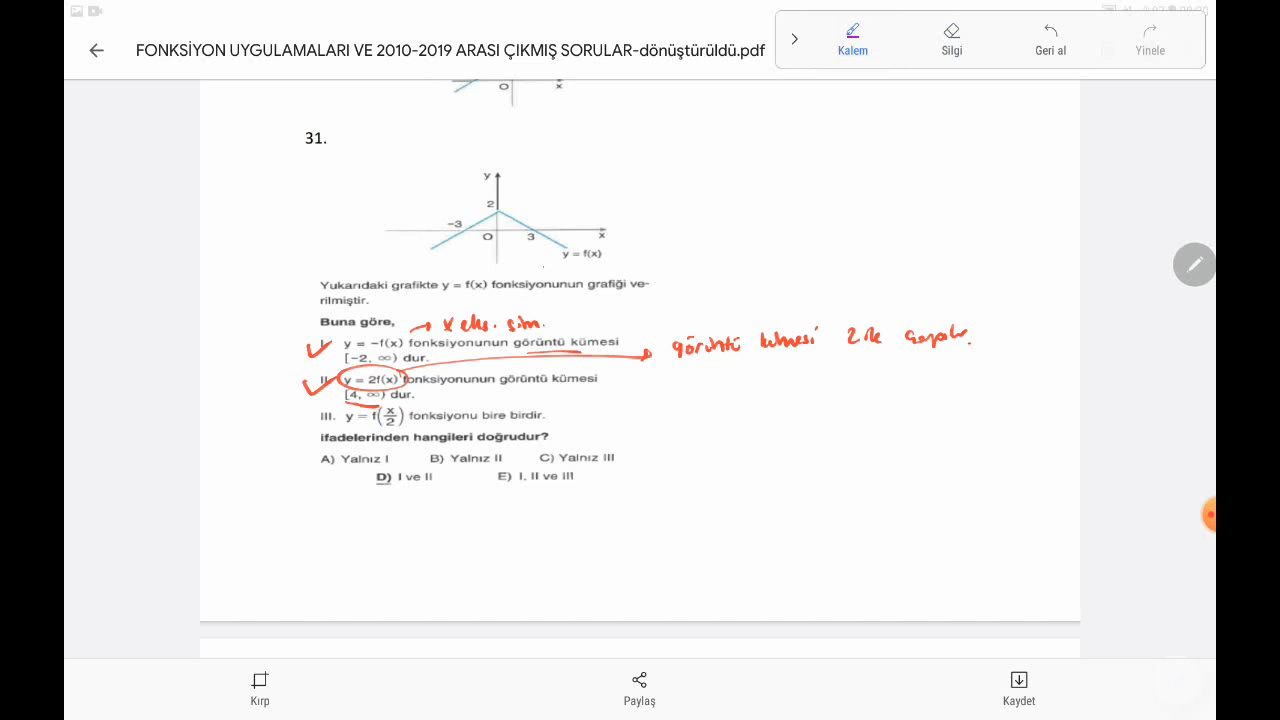 FONKSİYON UYGULAMALARI VE 2010-2019 ARASI ÇIKMIŞ SORULAR-dönüştürüldü.pdf
Kalem
Silgi
Geri al
Yinele
O
x
31.
y
2
-3
O
3
x
y = f(x)
Yukarıdaki grafikte y = f(x) fonksiyonunun grafiği ve-
rilmiştir.
Buna göre,
→ x eks. sim.
I. y = -f(x) fonksiyonunun görüntü kümesi
[-2, ∞) dur.
görüntü kümesi 2 ile çarpılır.
II. y = 2f(x) fonksiyonunun görüntü kümesi
[4, ∞) dur.
III. y = f(x/2) fonksiyonu bire birdir.
ifadelerinden hangileri doğrudur?
A) Yalnız I B) Yalnız II C) Yalnız III
D) I ve II E) I, II ve III
Kırp
Paylaş
Kaydet